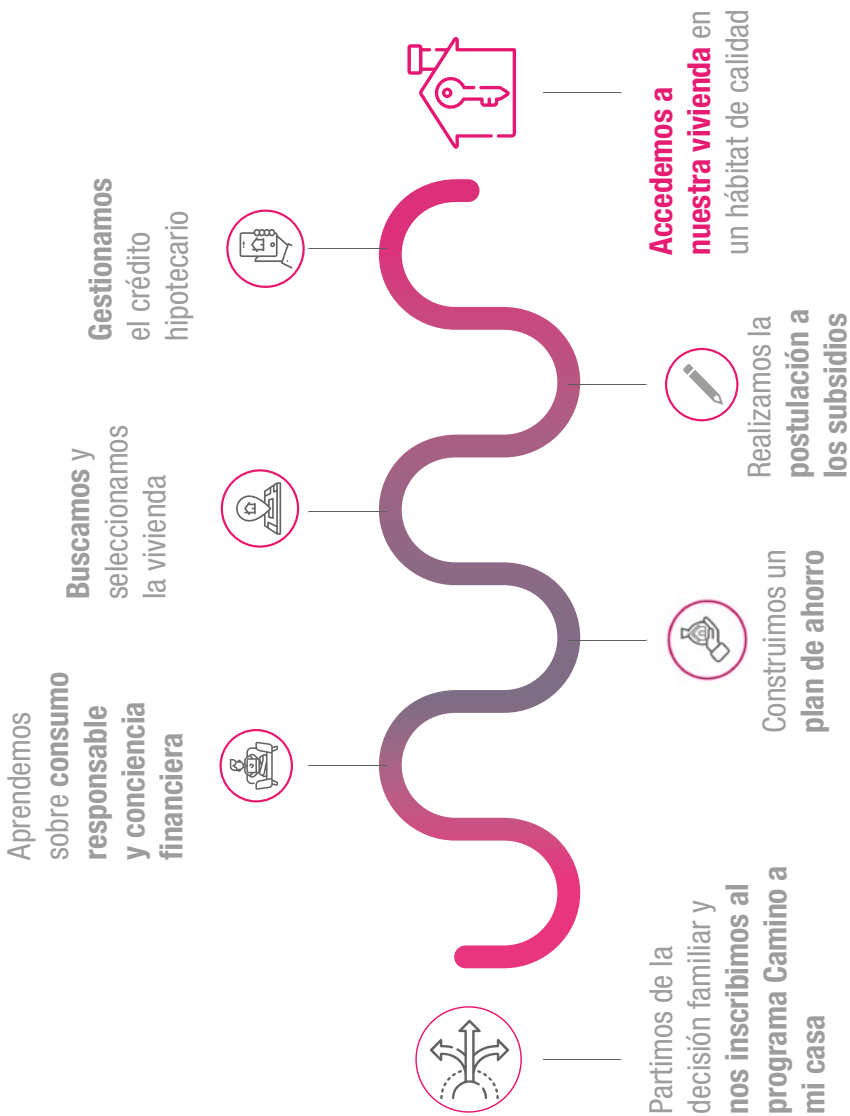 Partimos de la
decisión familiar y
nos inscribimos al
programa Camino a
mi casa
Aprendemos
sobre consumo
responsable
y conciencia
financiera
Construimos un
plan de ahorro
Buscamos y
seleccionamos
la vivienda
Realizamos la
postulación a
los subsidios
Gestionamos
el crédito
hipotecario
Accedemos a
nuestra vivienda en
un hábitat de calidad